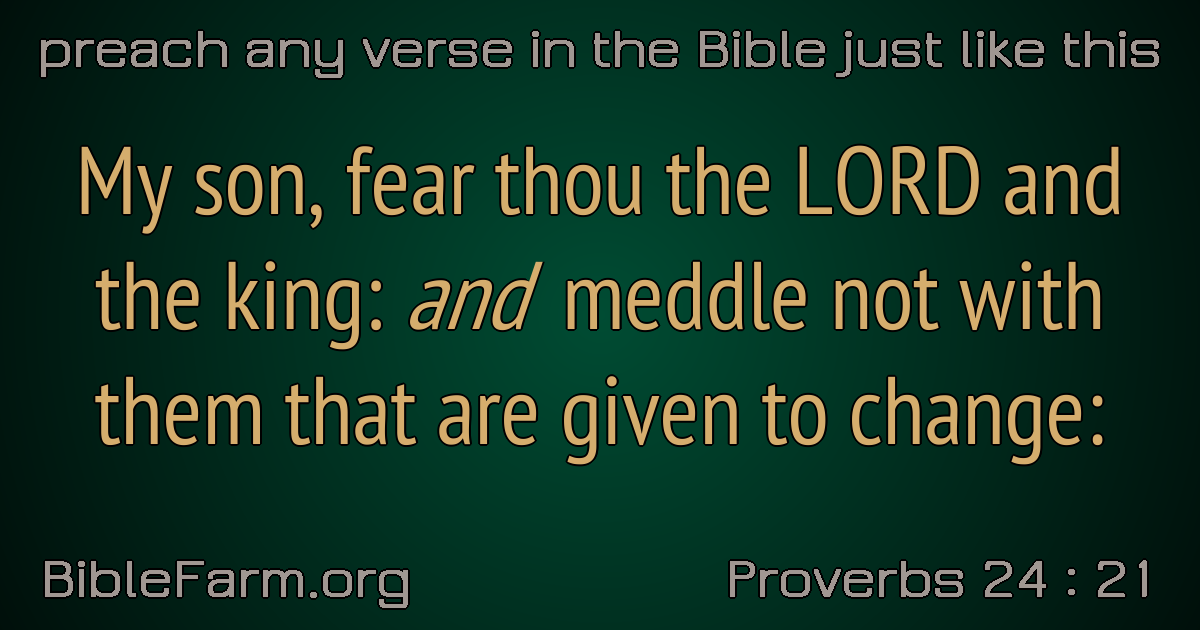 preach any verse in the Bible just like this
My son, fear thou the LORD and
the king: and meddle not with
them that are given to change:
BibleFarm.org
Proverbs 24 : 21